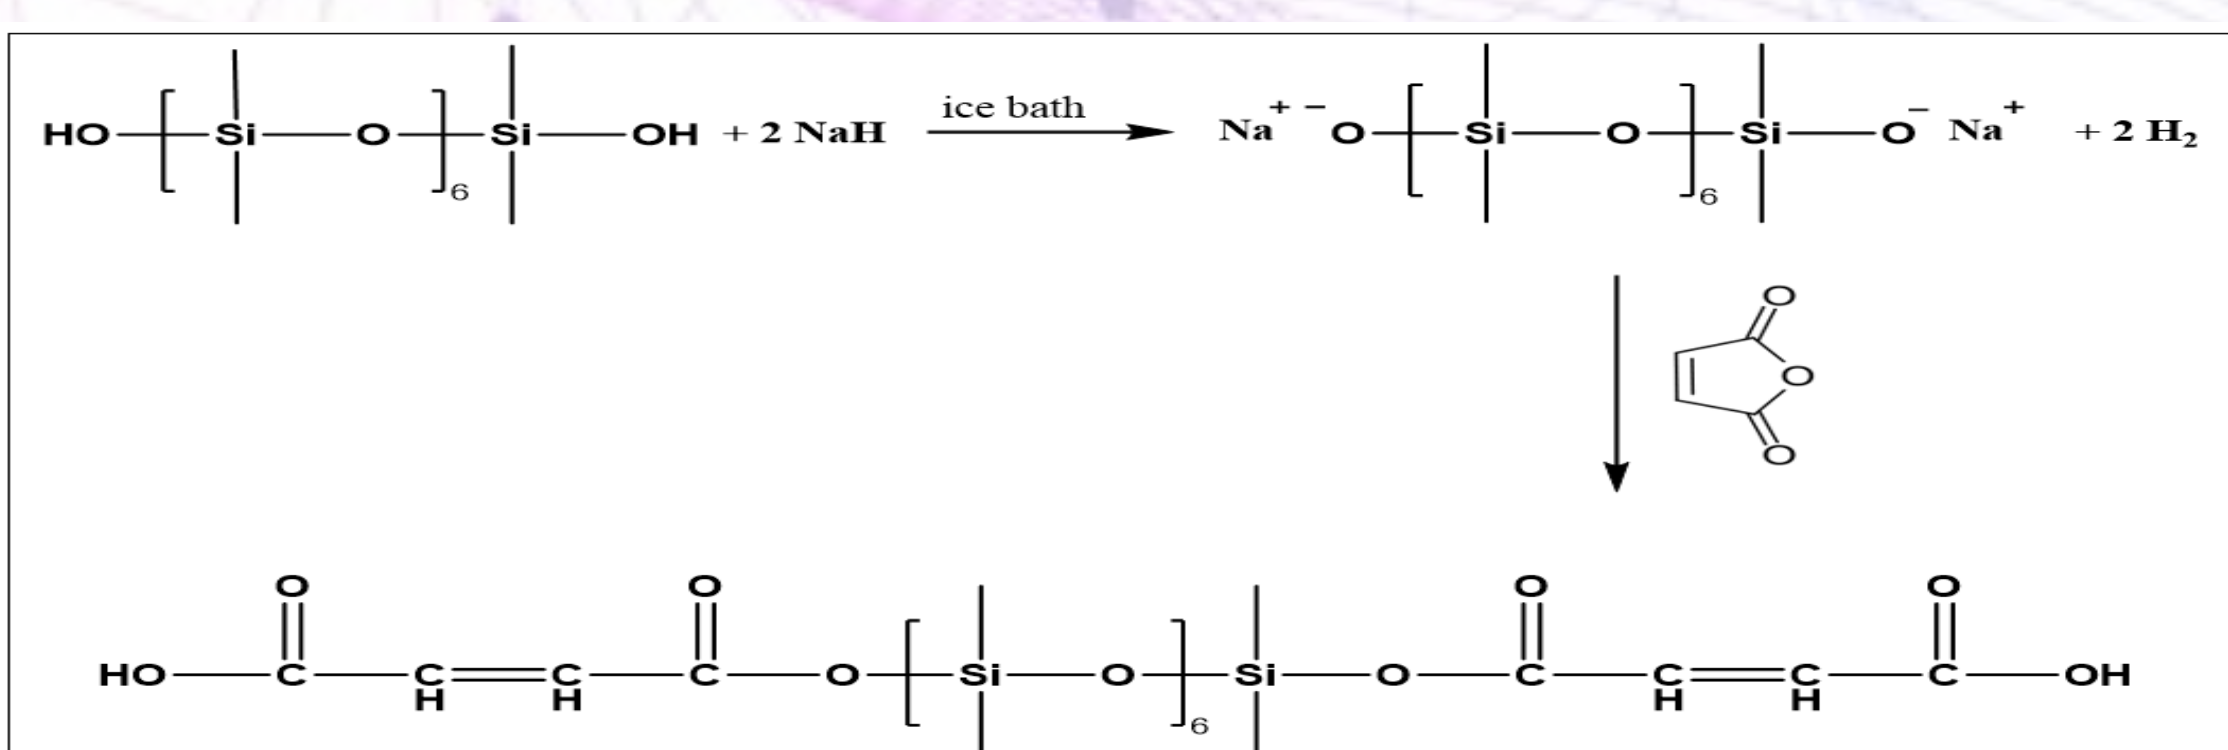 HO [ Si O ]6 Si OH + 2 NaH ice bath Na+ −O [ Si O ]6 Si O− Na+ + 2 H2
O
O
O
O O O O
HO C C C C O [ Si O ]6 Si O C C C C OH
H H H H